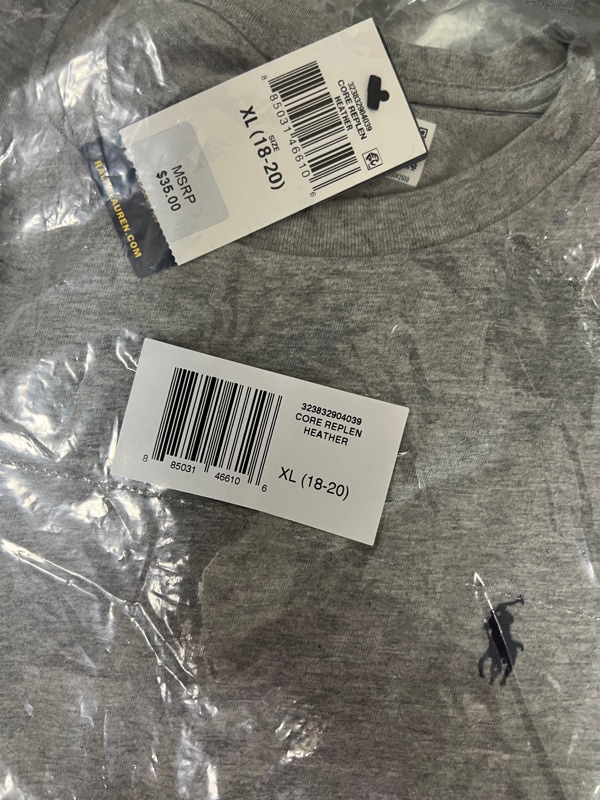 323832904039
CORE REPLEN
HEATHER
8 85031 46610 6
SIZE
XL (18-20)
MSRP
$35.00
RALPHLAUREN.COM
323832904039
CORE REPLEN
HEATHER
8 85031 46610 6
XL (18-20)